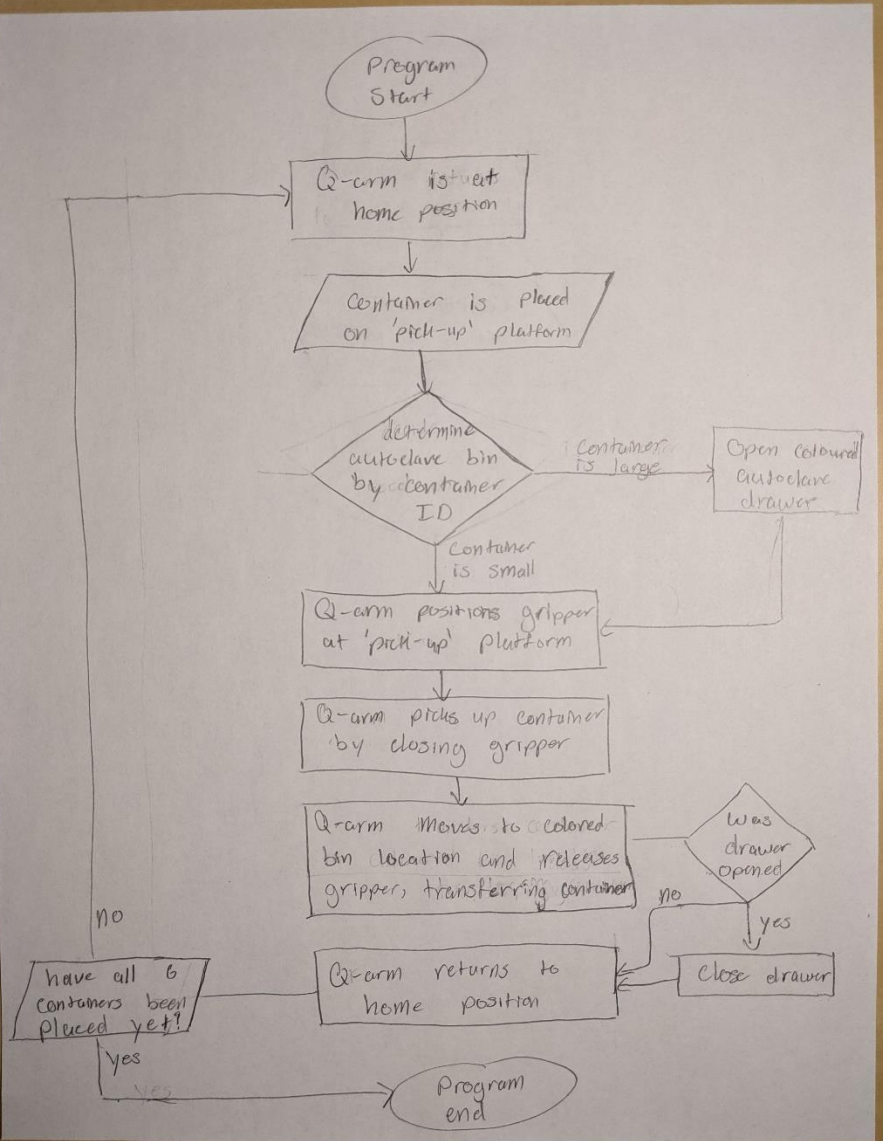 Program
Start
Q-arm is at
home position
Container is placed
on 'pick-up' platform
determine
autoclave bin
by container
ID
Container
is large
Open coloured
autoclave
drawer
Container
is small
Q-arm positions gripper
at 'pick-up' platform
Q-arm picks up container
by closing gripper
Q-arm moves to colored
bin location and releases
gripper, transferring container
was
drawer
opened
no
yes
close drawer
Q-arm returns to
home position
no
have all 6
containers been
placed yet?
yes
yes
Program
end